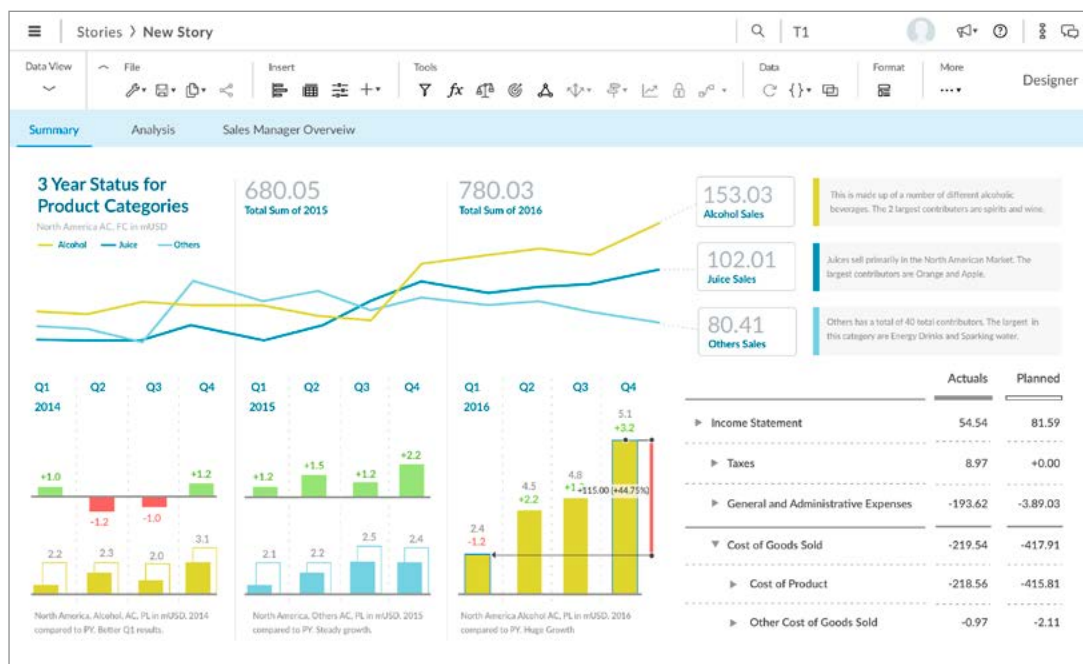 Stories > New Story
T1
Data View
File
Insert
Tools
Data
Format
More
Designer
fx
{}
Summary
Analysis
Sales Manager Overveiw
3 Year Status for
Product Categories
North America AC, FC in mUSD
Alcohol
Juice
Others
680.05
Total Sum of 2015
780.03
Total Sum of 2016
153.03
Alcohol Sales
This is made up of a number of different alcoholic
beverages. The 2 largest contributors are spirits and wine.
102.01
Juice Sales
Juices sell primarily in the North American Market. The
largest contributors are Orange and Apple.
80.41
Others Sales
Others has a total of 40 total contributors. The largest in
this category are Energy Drinks and Sparking water.
Q1 Q2 Q3 Q4
2014
+1.0
-1.2
-1.0
+1.2
2.2
2.3
2.0
3.1
North America, Alcohol, AC, PL in mUSD. 2014
compared to PY. Better Q1 results.
Q1 Q2 Q3 Q4
2015
+1.2
+1.5
+1.2
+2.2
2.1
2.2
2.5
2.4
North America, Others AC, PL in mUSD. 2015
compared to PY. Steady growth.
Q1 Q2 Q3 Q4
2016
2.4
-1.2
4.5
+2.2
4.8
5.1
+3.2
+115.00 (+44.75%)
North America Alcohol AC, PL in mUSD, 2016
compared to PY. Huge Growth
Actuals Planned
Income Statement 54.54 81.59
Taxes 8.97 +0.00
General and Administrative Expenses -193.62 -3.89.03
Cost of Goods Sold -219.54 -417.91
Cost of Product -218.56 -415.81
Other Cost of Goods Sold -0.97 -2.11